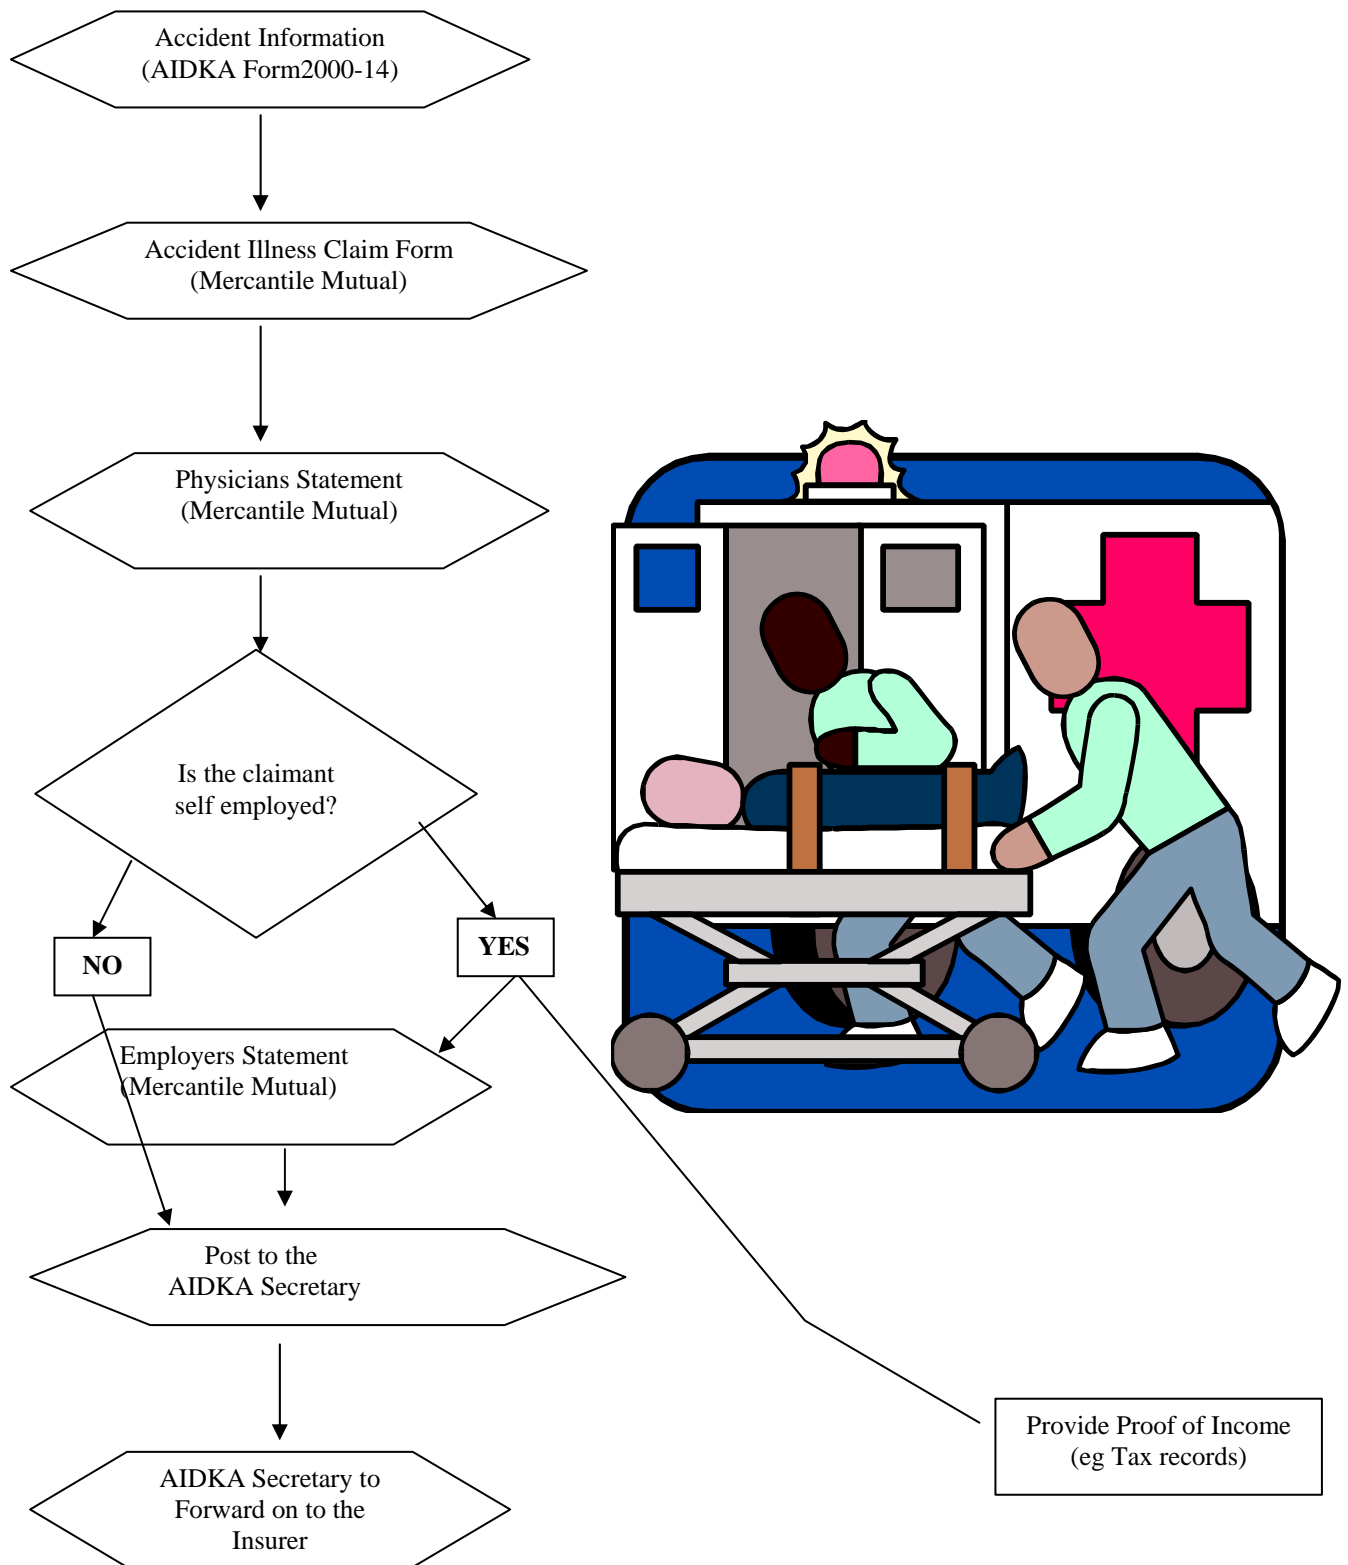 Accident Information
(AIDKA Form2000-14)
Accident Illness Claim Form
(Mercantile Mutual)
Physicians Statement
(Mercantile Mutual)
Is the claimant
self employed?
NO
YES
Employers Statement
(Mercantile Mutual)
Post to the
AIDKA Secretary
Provide Proof of Income
(eg Tax records)
AIDKA Secretary to
Forward on to the
Insurer